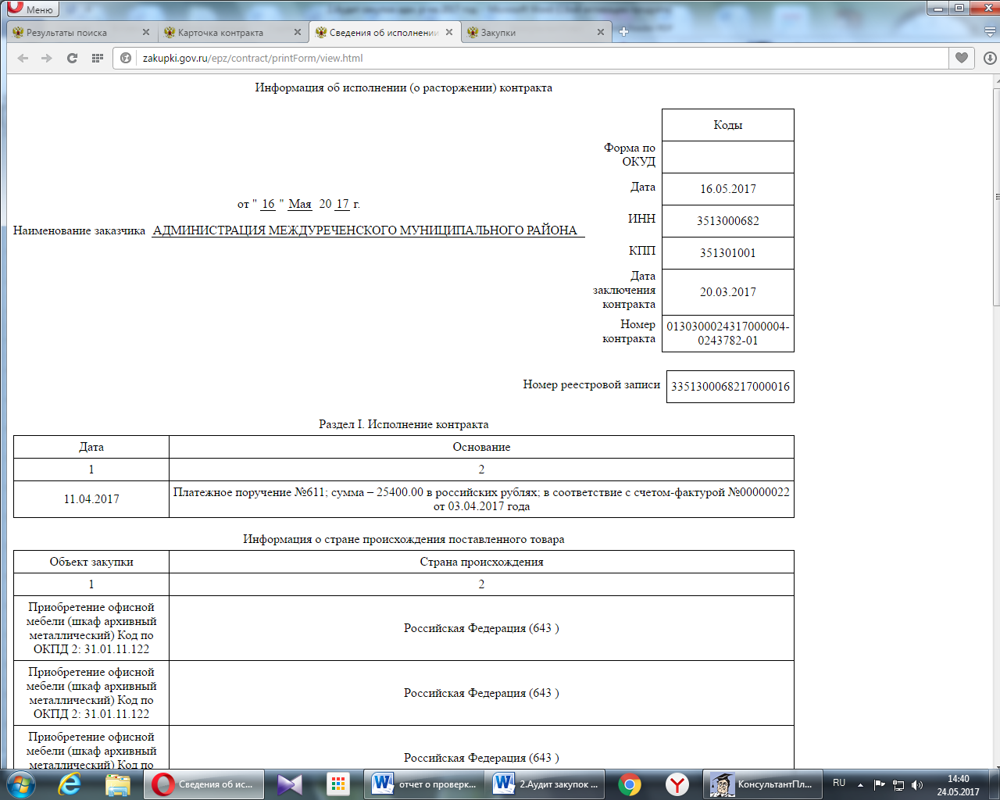 Меню
Результаты поиска
Карточка контракта
Сведения об исполнени
Закупки
zakupki.gov.ru/epz/contract/printForm/view.html
Информация об исполнении (о расторжении) контракта
Коды
Форма по
ОКУД
Дата
16.05.2017
от " 16 " Мая 20 17 г.
ИНН
3513000682
Наименование заказчика АДМИНИСТРАЦИЯ МЕЖДУРЕЧЕНСКОГО МУНИЦИПАЛЬНОГО РАЙОНА
КПП
351301001
Дата
заключения
контракта
20.03.2017
Номер
контракта
0130300024317000004-
0243782-01
Номер реестровой записи
3351300068217000016
Раздел I. Исполнение контракта
Дата
Основание
1
2
11.04.2017
Платежное поручение №611; сумма – 25400.00 в российских рублях; в соответствие с счетом-фактурой №00000022
от 03.04.2017 года
Информация о стране происхождения поставленного товара
Объект закупки
Страна происхождения
1
2
Приобретение офисной
мебели (шкаф архивный
металлический) Код по
ОКПД 2: 31.01.11.122
Российская Федерация (643 )
Приобретение офисной
мебели (шкаф архивный
металлический) Код по
ОКПД 2: 31.01.11.122
Российская Федерация (643 )
Приобретение офисной
мебели (шкаф архивный
металлический) Код по
Российская Федерация (643 )
Сведения об ис...
отчет о проверк...
2.Аудит закупок ...
КонсультантПл...
RU
14:40
24.05.2017